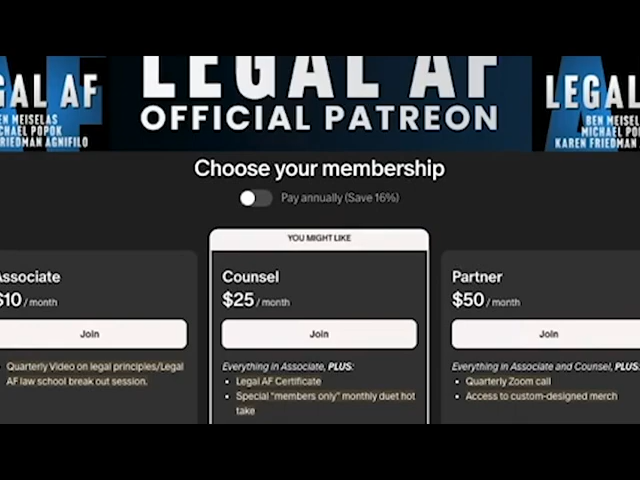 LEGAL AF
OFFICIAL PATREON
GAL AF
BEN MEISELAS
MICHAEL POPOK
FRIEDMAN AGNIFILO
LEGAL
BEN MEISELAS
MICHAEL POPO
KAREN FRIEDMAN A
Choose your membership
Pay annually (Save 16%)
Associate
$10 / month
Join
• Quarterly Video on legal principles/Legal
AF law school break out session.
YOU MIGHT LIKE
Counsel
$25 / month
Join
Everything in Associate, PLUS:
• Legal AF Certificate
• Special "members only" monthly duet hot
take
Partner
$50 / month
Join
Everything in Associate and Counsel, PLUS:
• Quarterly Zoom call
• Access to custom-designed merch